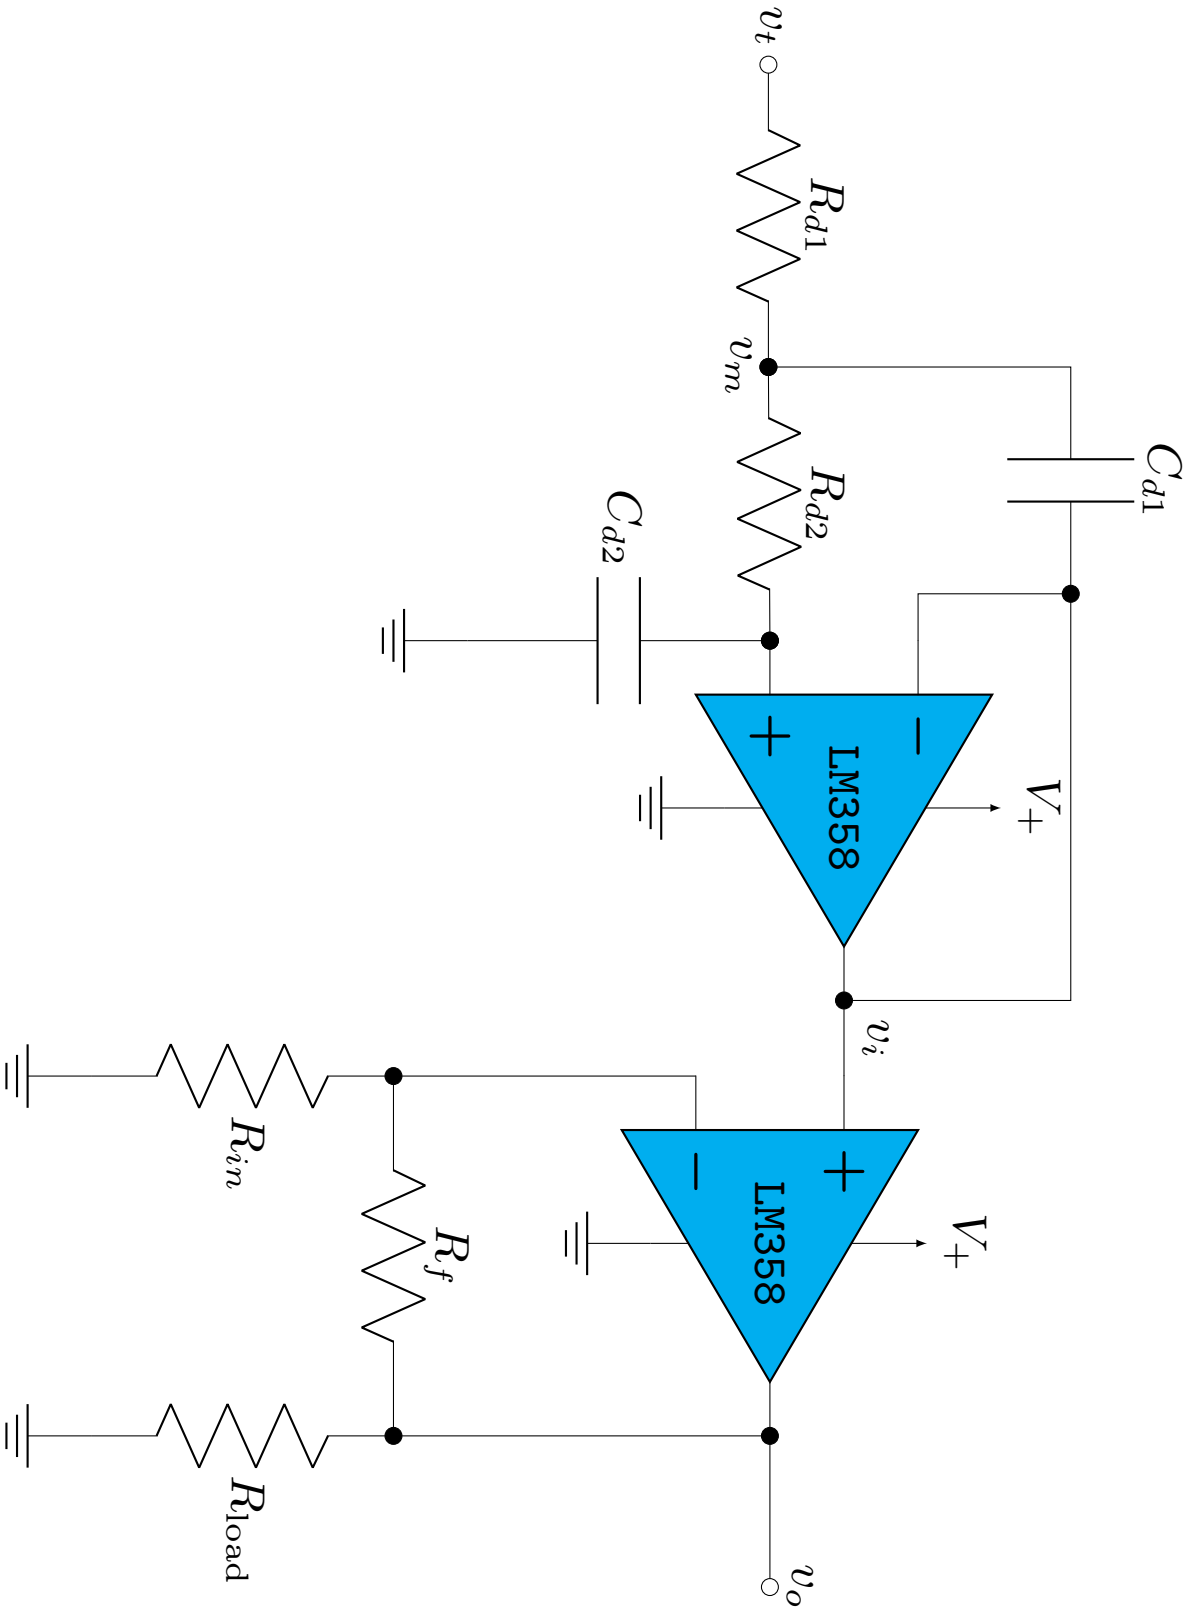 v_t
R_{d1}
v_m
C_{d1}
R_{d2}
C_{d2}
−
+
LM358
V_+
v_i
+
−
LM358
V_+
R_{in}
R_f
R_{load}
v_o